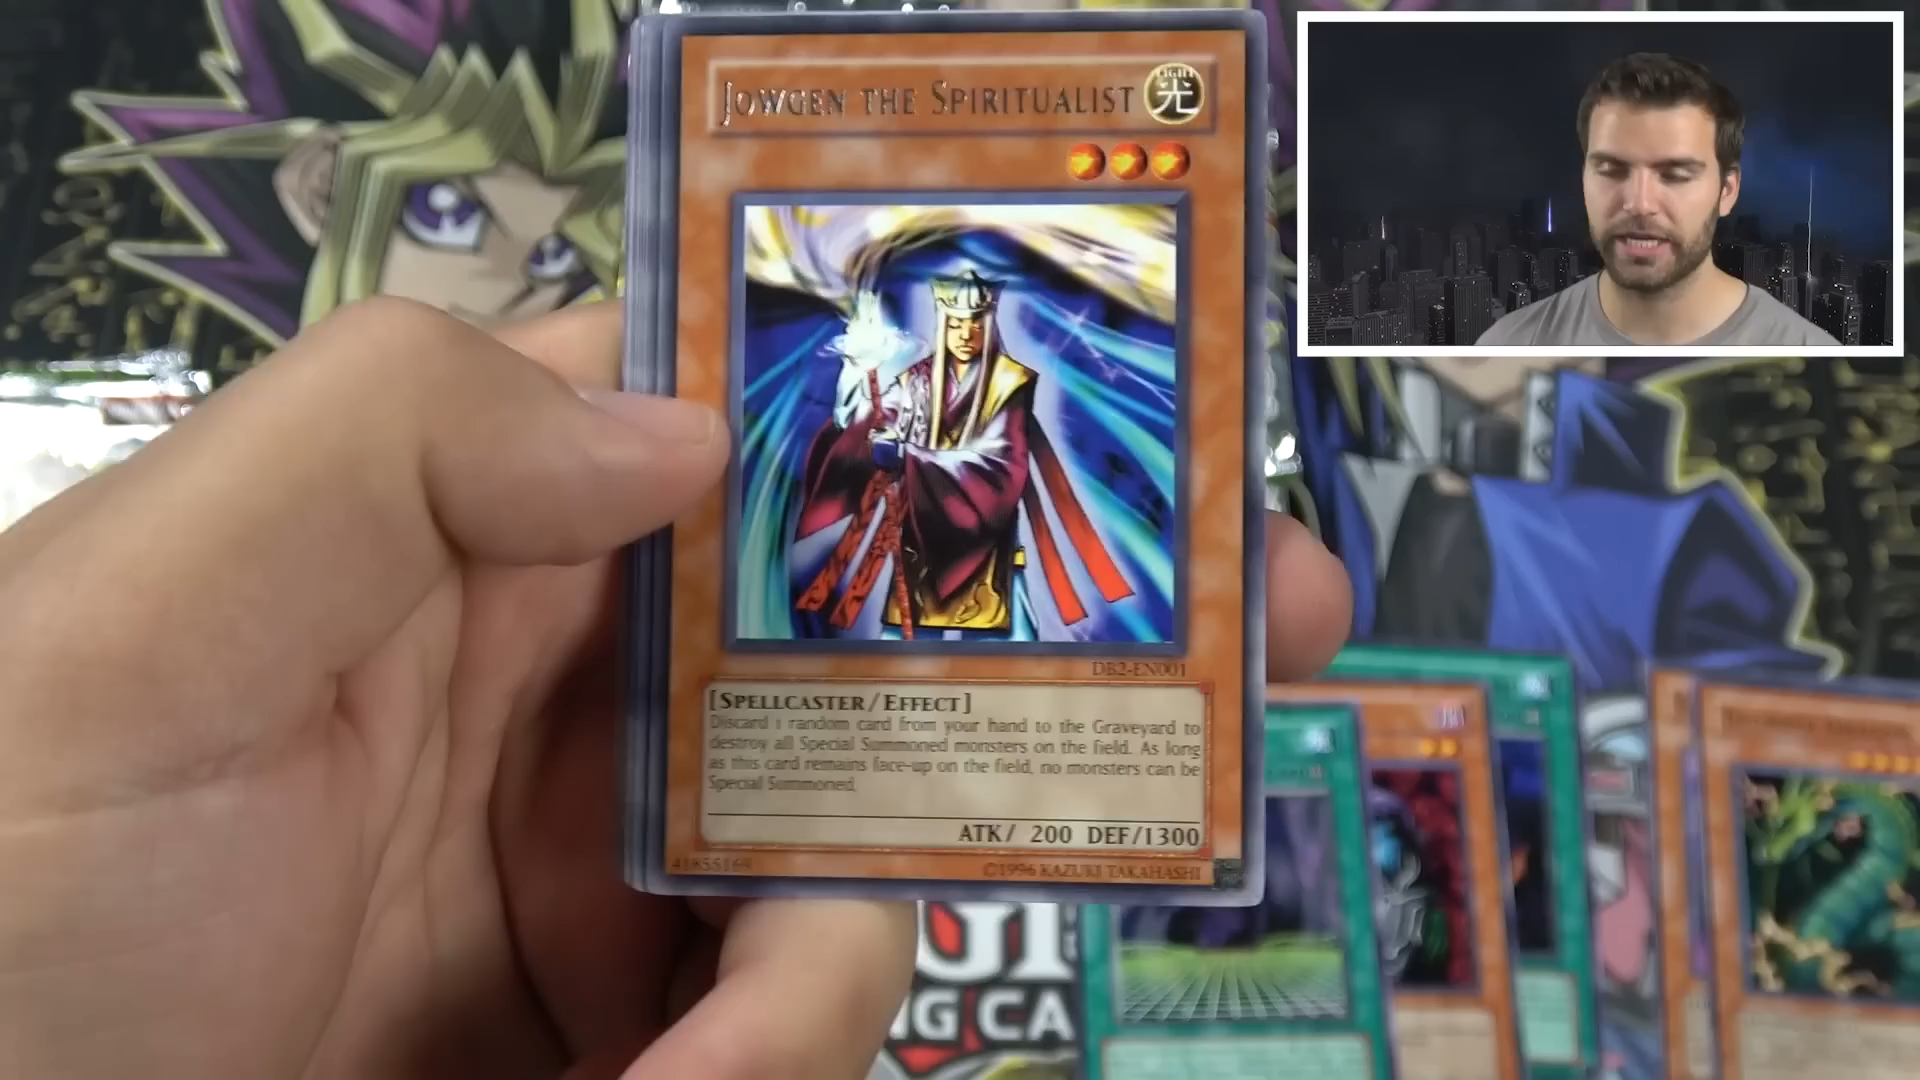 JOWGEN THE SPIRITUALIST
LIGHT
光
DB2-EN001
[SPELLCASTER/EFFECT]
Discard 1 random card from your hand to the Graveyard to
destroy all Special Summoned monsters on the field. As long
as this card remains face-up on the field, no monsters can be
Special Summoned.
ATK/ 200 DEF/1300
41855169
©1996 KAZUKI TAKAHASHI
NG CA